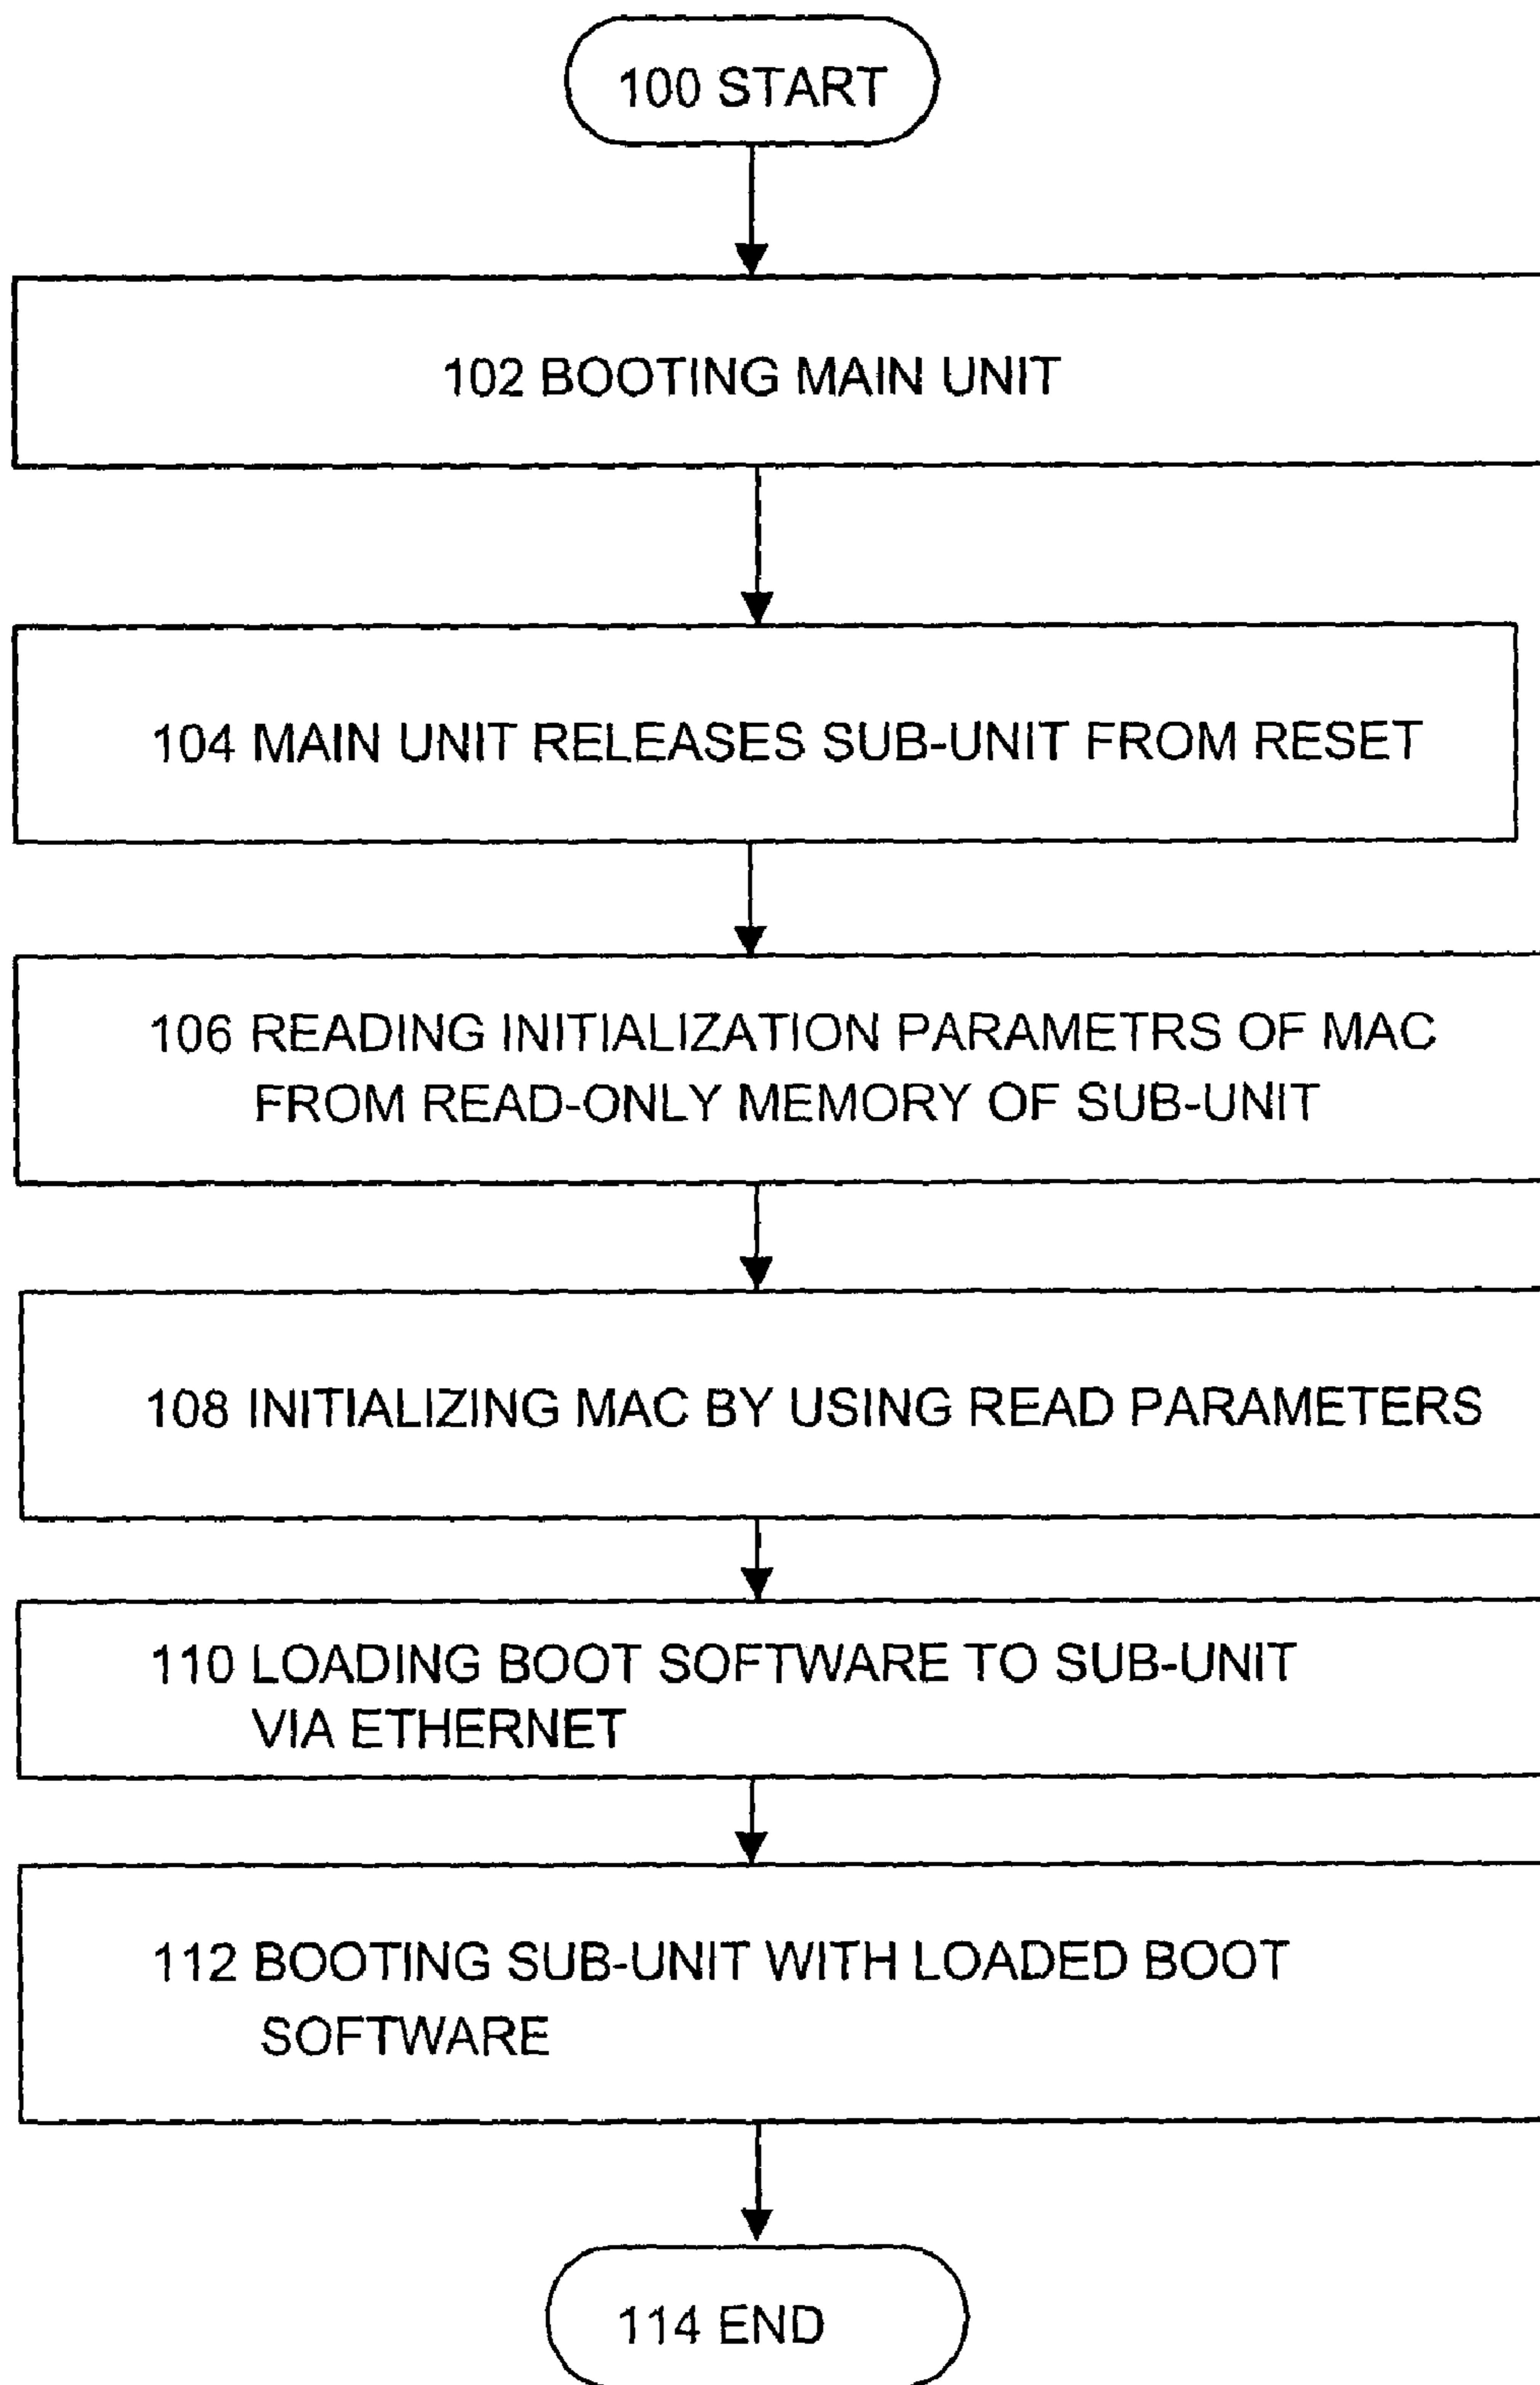 100 START
102 BOOTING MAIN UNIT
104 MAIN UNIT RELEASES SUB-UNIT FROM RESET
106 READING INITIALIZATION PARAMETRS OF MAC
FROM READ-ONLY MEMORY OF SUB-UNIT
108 INITIALIZING MAC BY USING READ PARAMETERS
110 LOADING BOOT SOFTWARE TO SUB-UNIT
VIA ETHERNET
112 BOOTING SUB-UNIT WITH LOADED BOOT
SOFTWARE
114 END